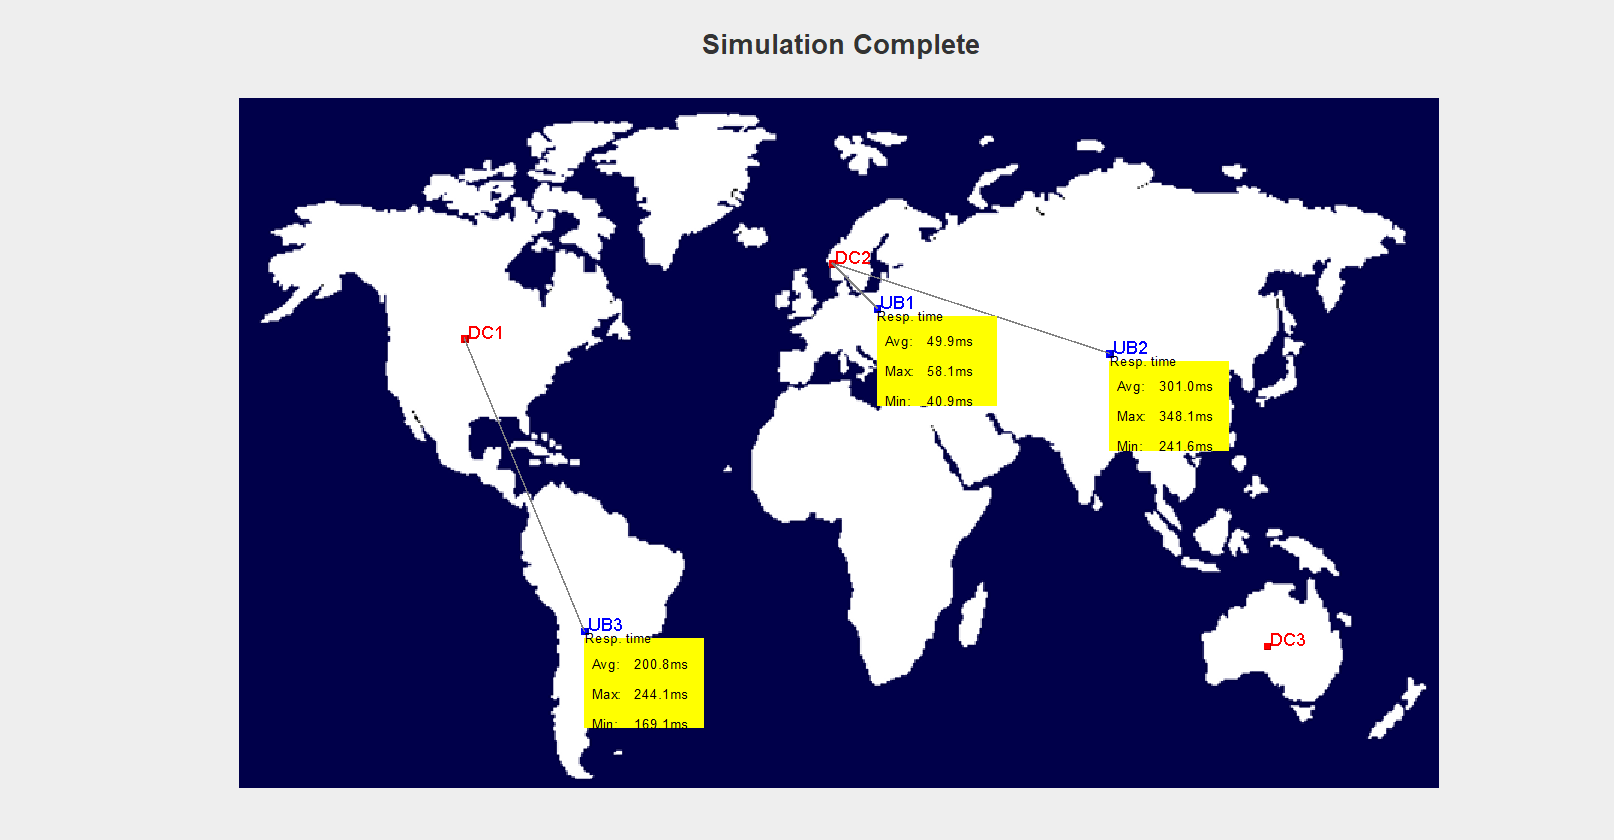 Simulation Complete
DC2
UB1
Resp. time
Avg: 49.9ms
Max: 58.1ms
Min: 40.9ms
DC1
UB2
Resp. time
Avg: 301.0ms
Max: 348.1ms
Min: 241.6ms
UB3
Resp. time
Avg: 200.8ms
Max: 244.1ms
Min: 169.1ms
DC3